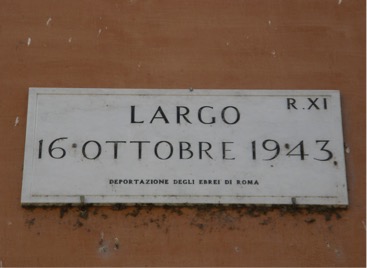 R.XI
LARGO
16·OTTOBRE 1943
DEPORTAZIONE DEGLI EBREI DI ROMA